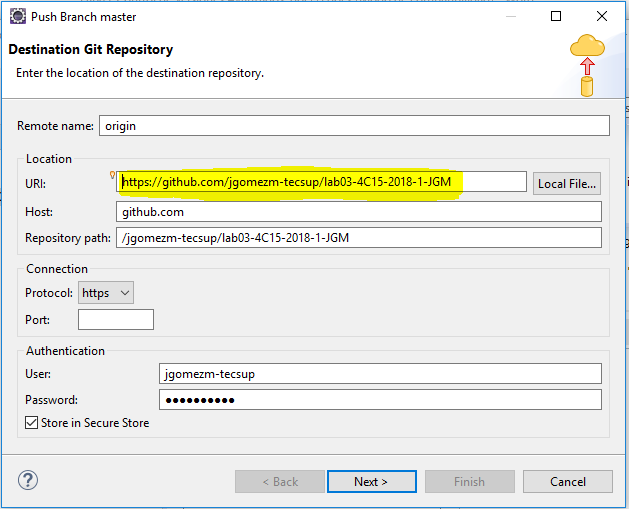 Push Branch master
Destination Git Repository
Enter the location of the destination repository.
Remote name: origin
Location
URI: https://github.com/jgomezm-tecsup/lab03-4C15-2018-1-JGM Local File...
Host: github.com
Repository path: /jgomezm-tecsup/lab03-4C15-2018-1-JGM
Connection
Protocol: https
Port:
Authentication
User: jgomezm-tecsup
Password: ●●●●●●●●●●
Store in Secure Store
< Back Next > Finish Cancel